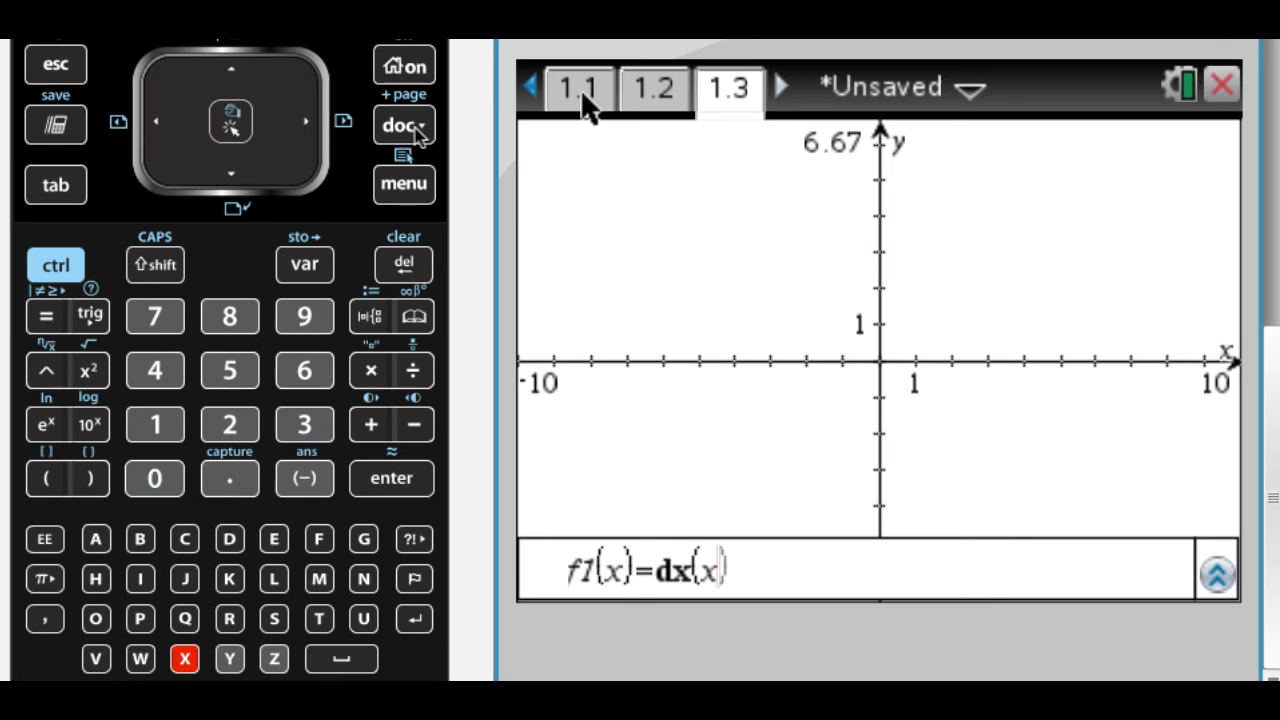 esc
on
save
+ page
doc
tab
menu
CAPS
sto→
clear
ctrl
⇧shift
var
del
|≠≥▸
?
:=
∞β°
=
trig
7
8
9
|□|{
ⁿ√x
√
"▫"
^
x²
4
5
6
×
÷
ln
log
eˣ
10ˣ
1
2
3
+
−
[ ]
{ }
capture
ans
≈
(
)
0
.
(−)
enter
EE
A
B
C
D
E
F
G
?!▸
π▸
H
I
J
K
L
M
N
,
O
P
Q
R
S
T
U
V
W
X
Y
Z
1.1
1.2
1.3
*Unsaved
6.67
y
1
x
-10
1
10
f1(x)=dx(x)